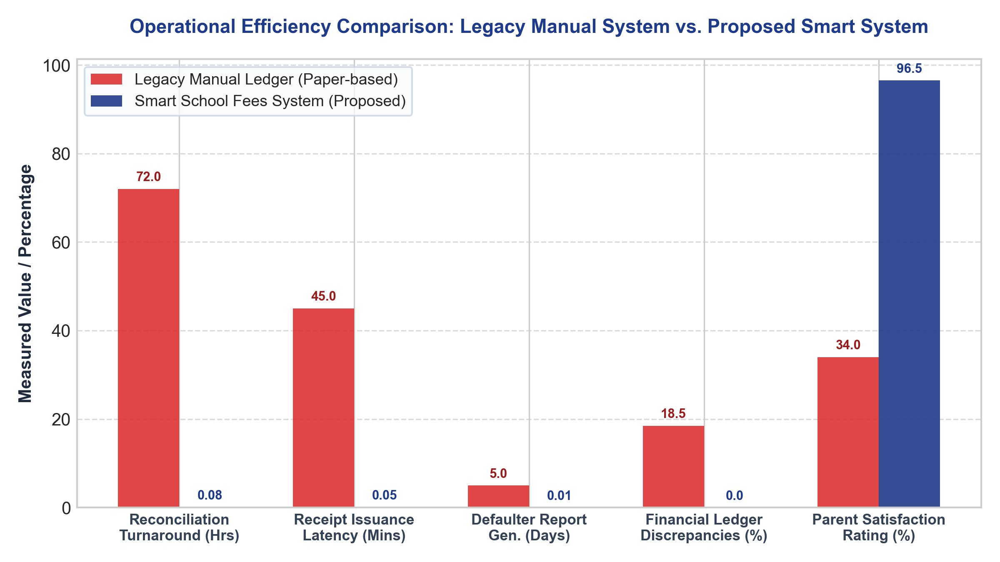 Operational Efficiency Comparison: Legacy Manual System vs. Proposed Smart System
Legacy Manual Ledger (Paper-based)
Smart School Fees System (Proposed)
Measured Value / Percentage
100
80
60
40
20
0
72.0
0.08
45.0
0.05
5.0
0.01
18.5
0.0
34.0
96.5
Reconciliation
Turnaround (Hrs)
Receipt Issuance
Latency (Mins)
Defaulter Report
Gen. (Days)
Financial Ledger
Discrepancies (%)
Parent Satisfaction
Rating (%)